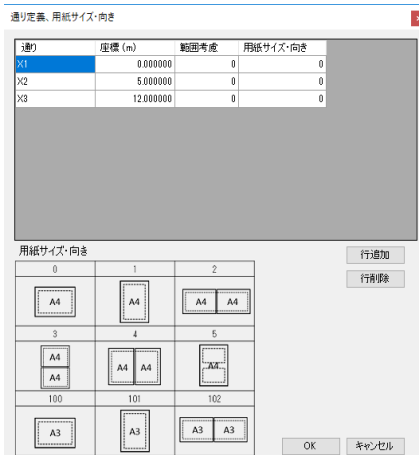 通り定義、用紙サイズ・向き
通り 座標(m) 範囲考慮 用紙サイズ・向き
X1 0.000000 0 0
X2 5.000000 0 0
X3 12.000000 0 0
用紙サイズ・向き
行追加
行削除
0 1 2
A4 A4 A4 A4
3 4 5
A4
A4 A4 A4 A4
A4
100 101 102
A3 A3 A3 A3
OK キャンセル